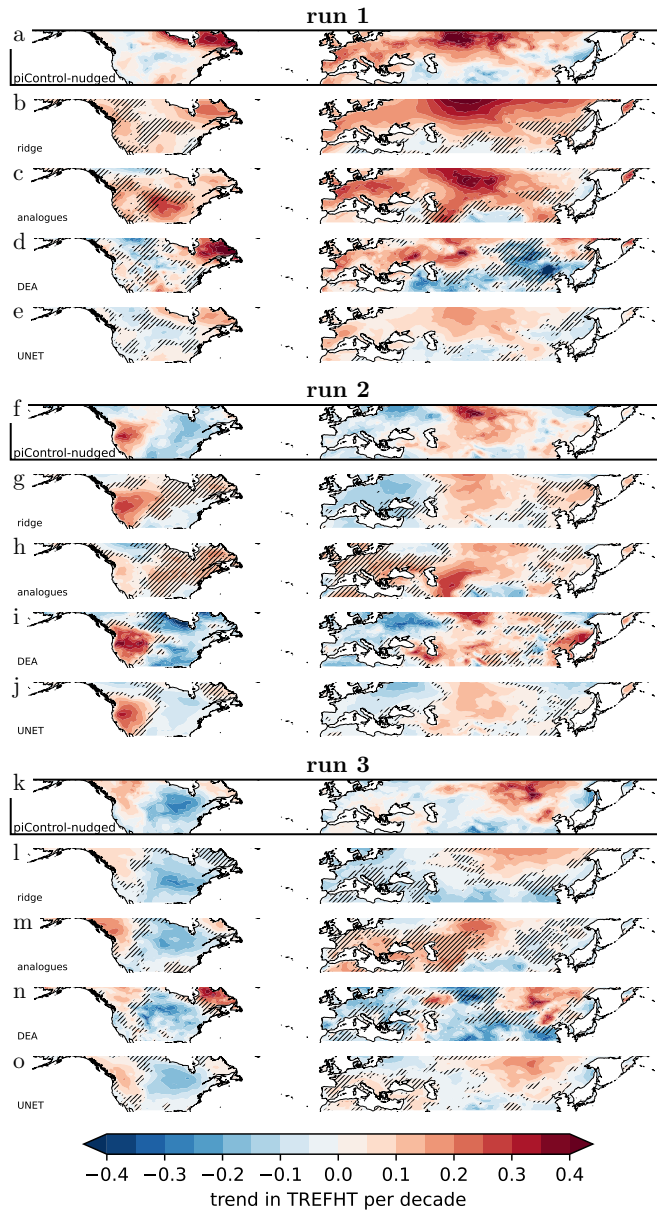 run 1
a
piControl-nudged
b
ridge
c
analogues
d
DEA
e
UNET
run 2
f
piControl-nudged
g
ridge
h
analogues
i
DEA
j
UNET
run 3
k
piControl-nudged
l
ridge
m
analogues
n
DEA
o
UNET
−0.4 −0.3 −0.2 −0.1 0.0 0.1 0.2 0.3 0.4
trend in TREFHT per decade